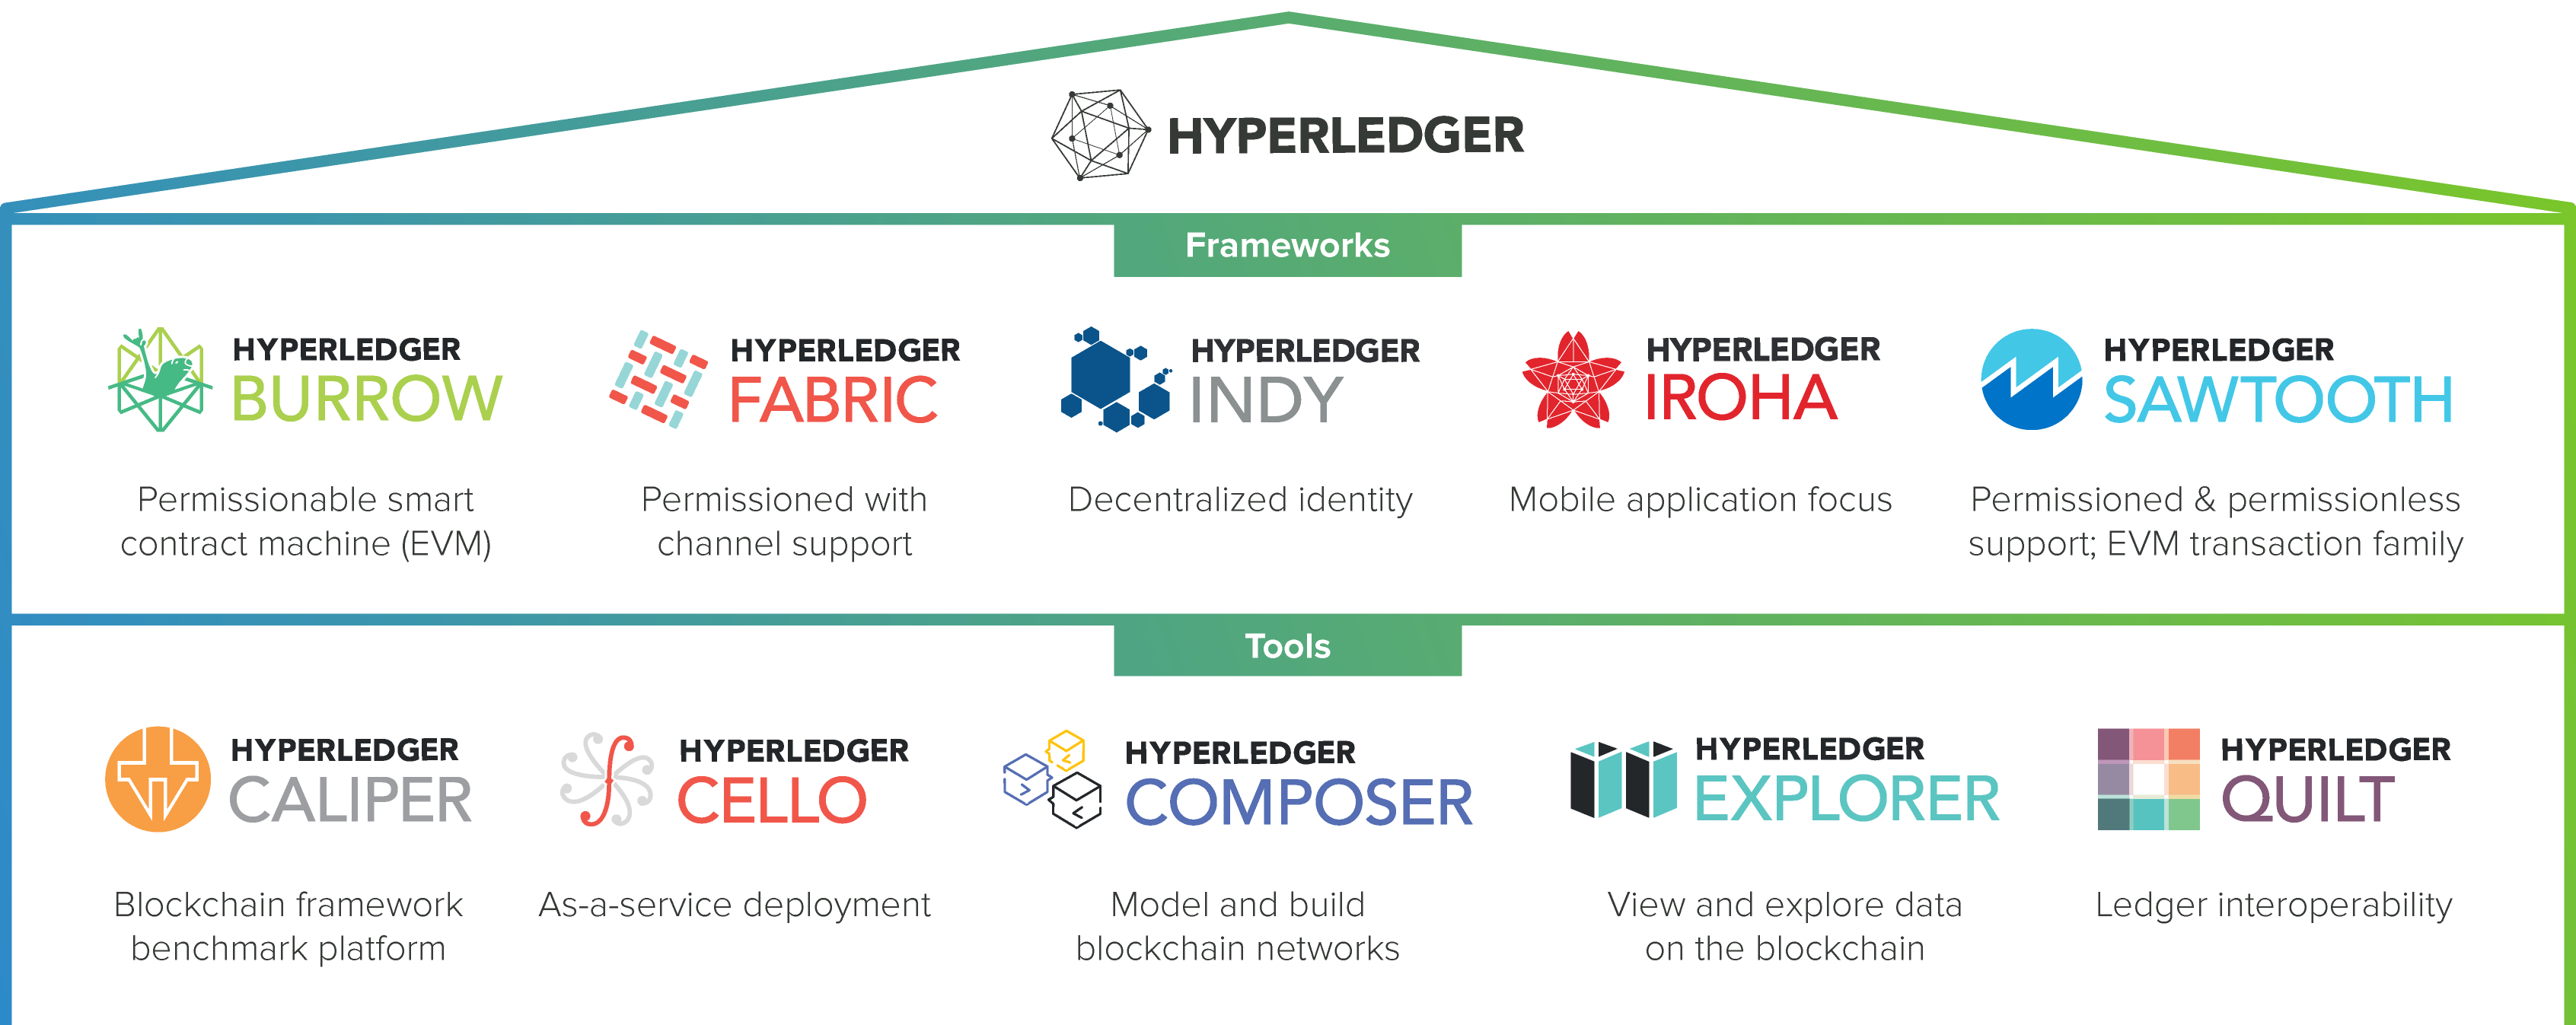 HYPERLEDGER
Frameworks
HYPERLEDGER
BURROW
Permissionable smart
contract machine (EVM)
HYPERLEDGER
FABRIC
Permissioned with
channel support
HYPERLEDGER
INDY
Decentralized identity
HYPERLEDGER
IROHA
Mobile application focus
HYPERLEDGER
SAWTOOTH
Permissioned & permissionless
support; EVM transaction family
Tools
HYPERLEDGER
CALIPER
Blockchain framework
benchmark platform
HYPERLEDGER
CELLO
As-a-service deployment
HYPERLEDGER
COMPOSER
Model and build
blockchain networks
HYPERLEDGER
EXPLORER
View and explore data
on the blockchain
HYPERLEDGER
QUILT
Ledger interoperability